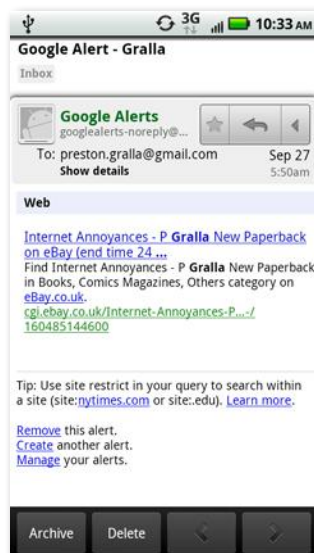 3G 10:33 AM
Google Alert - Gralla
Inbox
Google Alerts
googlealerts-noreply@...
To: preston.gralla@gmail.com Sep 27
Show details 5:50am
Web
Internet Annoyances - P Gralla New Paperback
on eBay (end time 24 ...
Find Internet Annoyances - P Gralla New Paperback
in Books, Comics Magazines, Others category on
eBay.co.uk.
cgi.ebay.co.uk/Internet-Annoyances-P...-/
160485144600
Tip: Use site restrict in your query to search within
a site (site:nytimes.com or site:.edu). Learn more.
Remove this alert.
Create another alert.
Manage your alerts.
Archive Delete